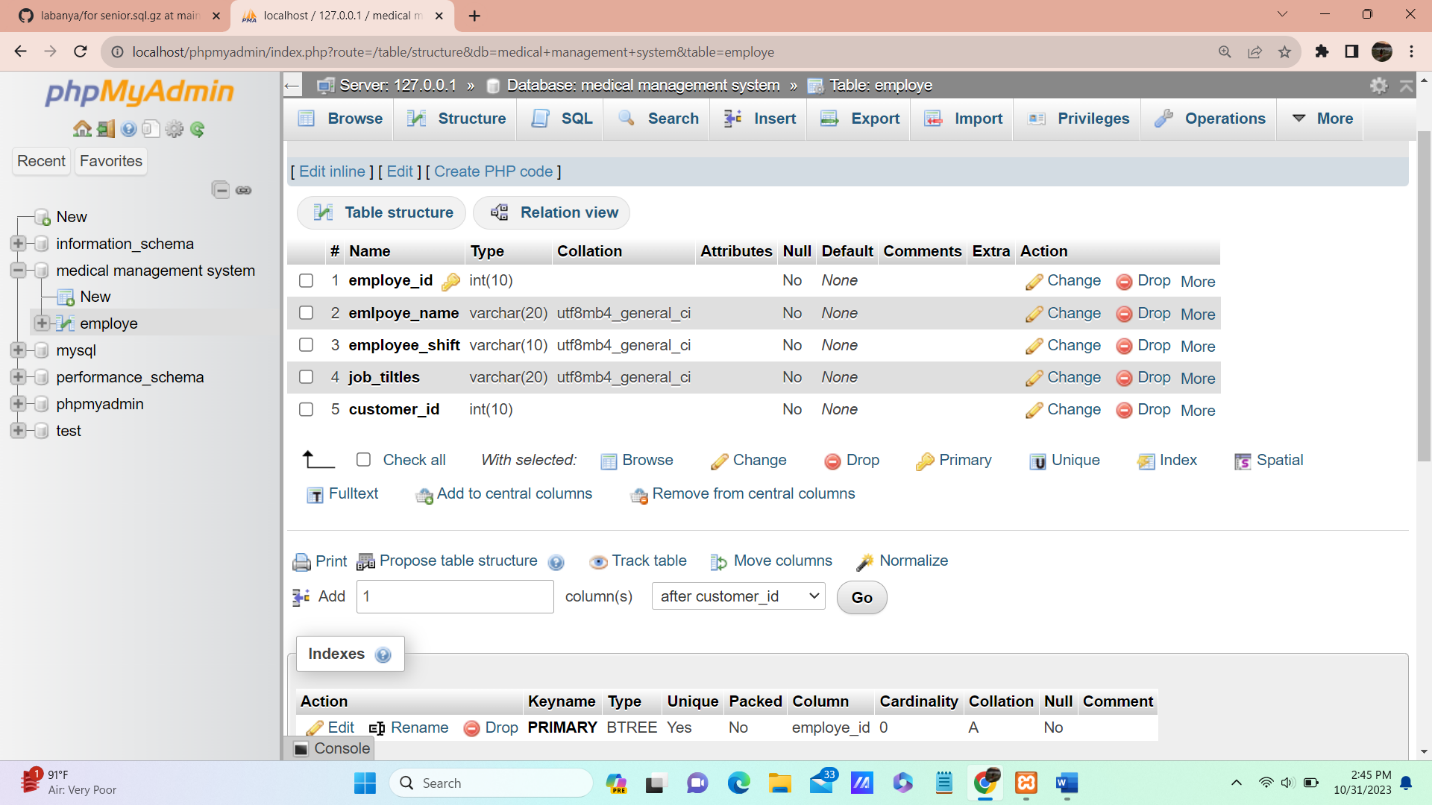 labanya/for senior.sql.gz at main
localhost / 127.0.0.1 / medical m
localhost/phpmyadmin/index.php?route=/table/structure&db=medical+management+system&table=employe
phpMyAdmin
Recent Favorites
New
information_schema
medical management system
New
employe
mysql
performance_schema
phpmyadmin
test
Server: 127.0.0.1 » Database: medical management system » Table: employe
Browse Structure SQL Search Insert Export Import Privileges Operations More
[ Edit inline ] [ Edit ] [ Create PHP code ]
Table structure Relation view
# Name Type Collation Attributes Null Default Comments Extra Action
1 employe_id int(10) No None Change Drop More
2 emlpoye_name varchar(20) utf8mb4_general_ci No None Change Drop More
3 employee_shift varchar(10) utf8mb4_general_ci No None Change Drop More
4 job_tiltles varchar(20) utf8mb4_general_ci No None Change Drop More
5 customer_id int(10) No None Change Drop More
Check all With selected: Browse Change Drop Primary Unique Index Spatial
Fulltext Add to central columns Remove from central columns
Print Propose table structure Track table Move columns Normalize
Add 1 column(s) after customer_id Go
Indexes
Action Keyname Type Unique Packed Column Cardinality Collation Null Comment
Edit Rename Drop PRIMARY BTREE Yes No employe_id 0 A No
Console
1 91°F
Air: Very Poor
Search
PRE
33
2:45 PM
10/31/2023